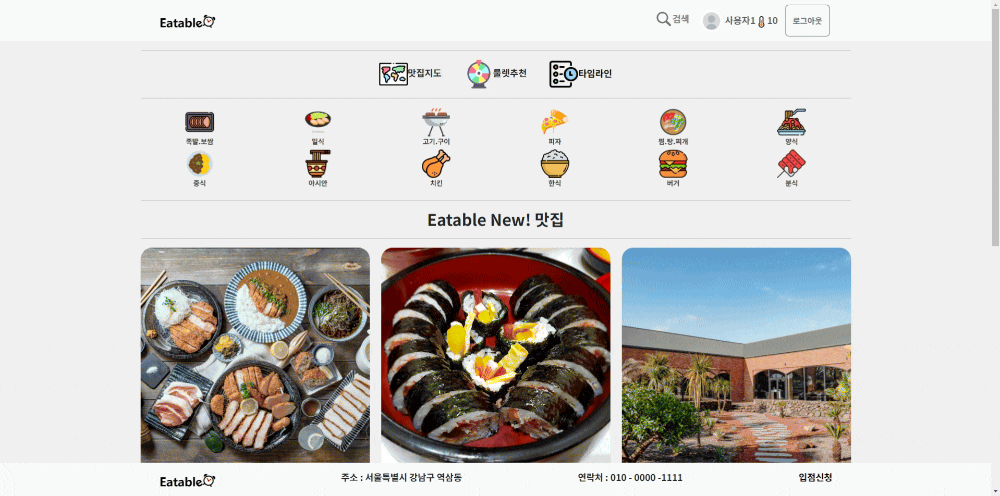 Eatable
검색
사용자1 10
로그아웃
맛집지도
룰렛추천
타임라인
족발.보쌈
일식
고기.구이
피자
찜.탕.찌개
양식
중식
아시안
치킨
한식
버거
분식
Eatable New! 맛집
Eatable
주소 : 서울특별시 강남구 역삼동
연락처 : 010 - 0000 -1111
입점신청